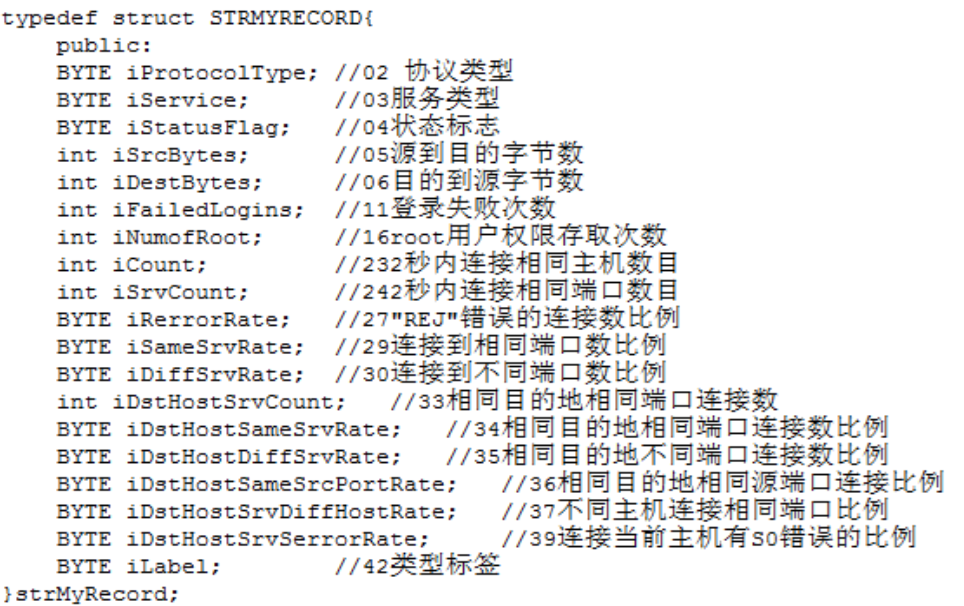 typedef struct STRMYRECORD{
    public:
    BYTE iProtocolType; //02 协议类型
    BYTE iService;      //03服务类型
    BYTE iStatusFlag;   //04状态标志
    int iSrcBytes;      //05源到目的字节数
    int iDestBytes;     //06目的到源字节数
    int iFailedLogins;  //11登录失败次数
    int iNumofRoot;     //16root用户权限存取次数
    int iCount;         //232秒内连接相同主机数目
    int iSrvCount;      //242秒内连接相同端口数目
    BYTE iRerrorRate;   //27"REJ"错误的连接数比例
    BYTE iSameSrvRate;  //29连接到相同端口数比例
    BYTE iDiffSrvRate;  //30连接到不同端口数比例
    int iDstHostSrvCount;   //33相同目的地相同端口连接数
    BYTE iDstHostSameSrvRate;   //34相同目的地相同端口连接数比例
    BYTE iDstHostDiffSrvRate;   //35相同目的地不同端口连接数比例
    BYTE iDstHostSameSrcPortRate;   //36相同目的地相同源端口连接比例
    BYTE iDstHostSrvDiffHostRate;   //37不同主机连接相同端口比例
    BYTE iDstHostSrvSerrorRate;     //39连接当前主机有S0错误的比例
    BYTE iLabel;        //42类型标签
}strMyRecord;